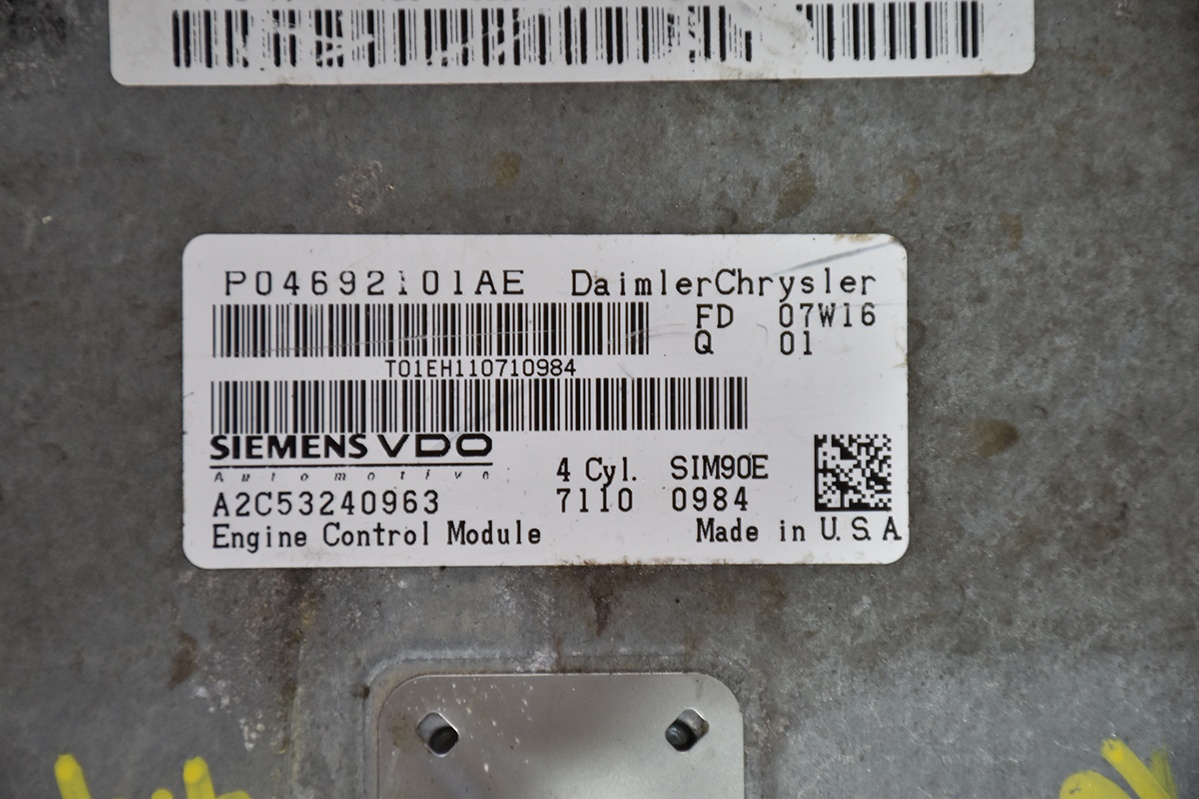 P04692101AE DaimlerChrysler
FD 07W16
Q 01
T01EH110710984
SIEMENS VDO
Automotive
4 Cyl. SIM90E
A2C53240963 7110 0984
Engine Control Module Made in U.S.A